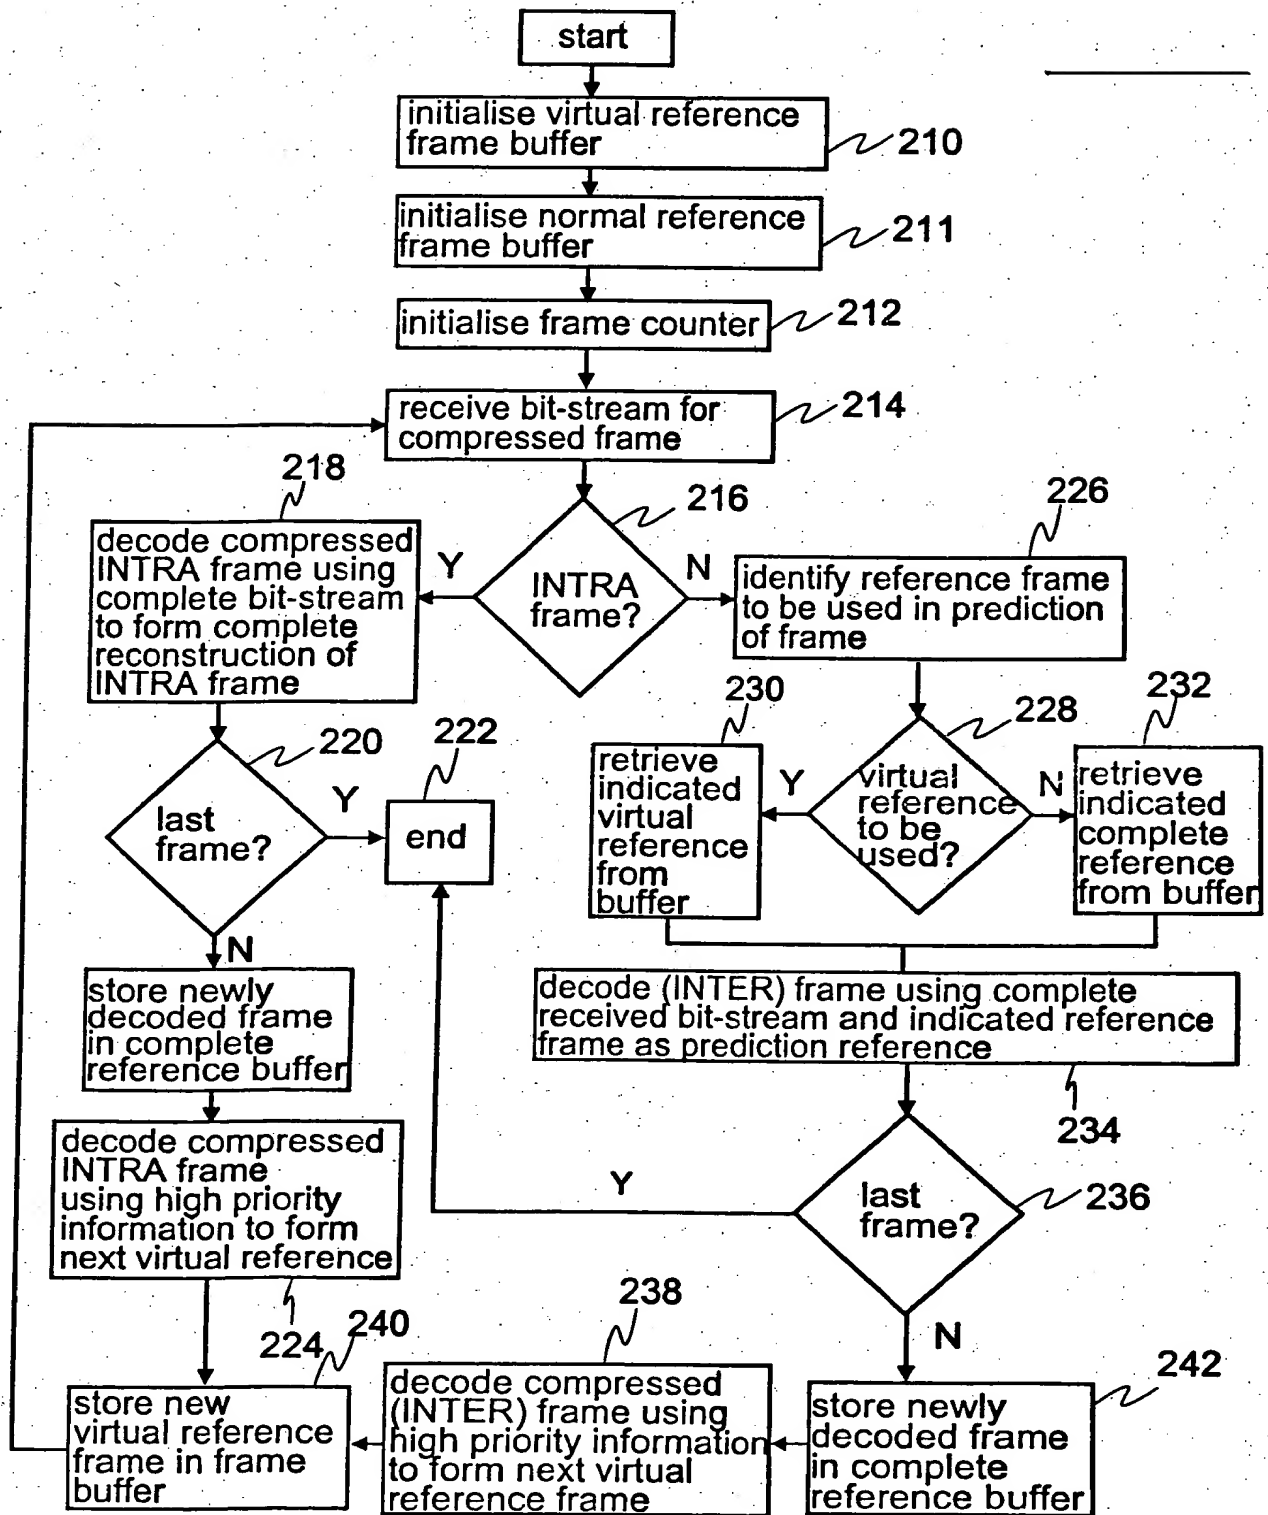 start
initialise virtual reference
frame buffer
210
initialise normal reference
frame buffer
211
initialise frame counter
212
receive bit-stream for
compressed frame
214
216
INTRA
frame?
Y
N
218
decode compressed
INTRA frame using
complete bit-stream
to form complete
reconstruction of
INTRA frame
226
identify reference frame
to be used in prediction
of frame
220
last
frame?
Y
N
222
end
228
virtual
reference
to be
used?
Y
N
230
retrieve
indicated
virtual
reference
from
buffer
232
retrieve
indicated
complete
reference
from buffer
store newly
decoded frame
in complete
reference buffer
decode (INTER) frame using complete
received bit-stream and indicated reference
frame as prediction reference
234
decode compressed
INTRA frame
using high priority
information to form
next virtual reference
224
last
frame?
236
Y
N
240
store new
virtual reference
frame in frame
buffer
238
decode compressed
(INTER) frame using
high priority information
to form next virtual
reference frame
242
store newly
decoded frame
in complete
reference buffer